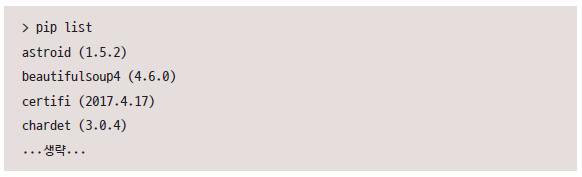 > pip list
astroid (1.5.2)
beautifulsoup4 (4.6.0)
certifi (2017.4.17)
chardet (3.0.4)
...생략...